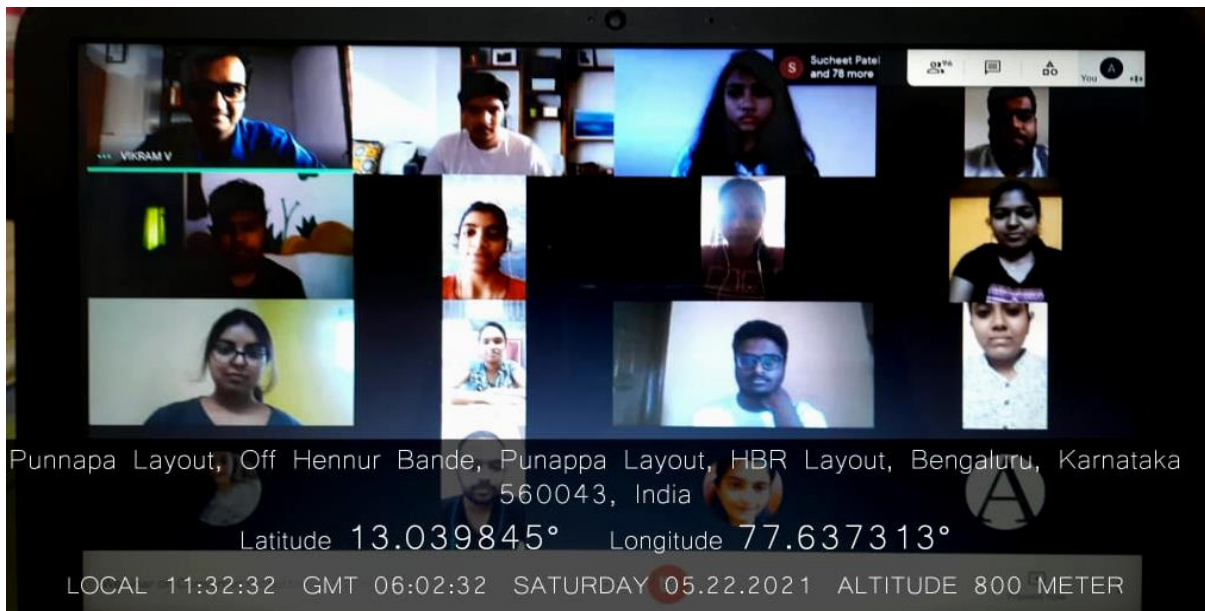 Sucheet Patel
S
and 78 more
96
You
A
VIKRAM V
Punnapa Layout, Off Hennur Bande, Punappa Layout, HBR Layout, Bengaluru, Karnataka
560043, India
A
Latitude 13.039845° Longitude 77.637313°
LOCAL 11:32:32 GMT 06:02:32 SATURDAY 05.22.2021 ALTITUDE 800 METER